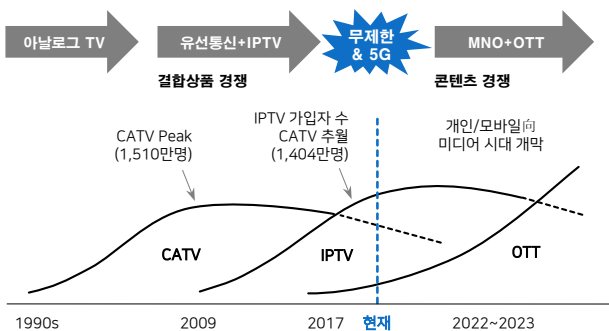 아날로그 TV
유선통신+IPTV
무제한
& 5G
MNO+OTT
결합상품 경쟁
콘텐츠 경쟁
CATV Peak
(1,510만명)
IPTV 가입자 수
CATV 추월
(1,404만명)
개인/모바일向
미디어 시대 개막
CATV
IPTV
OTT
1990s
2009
2017
현재
2022~2023